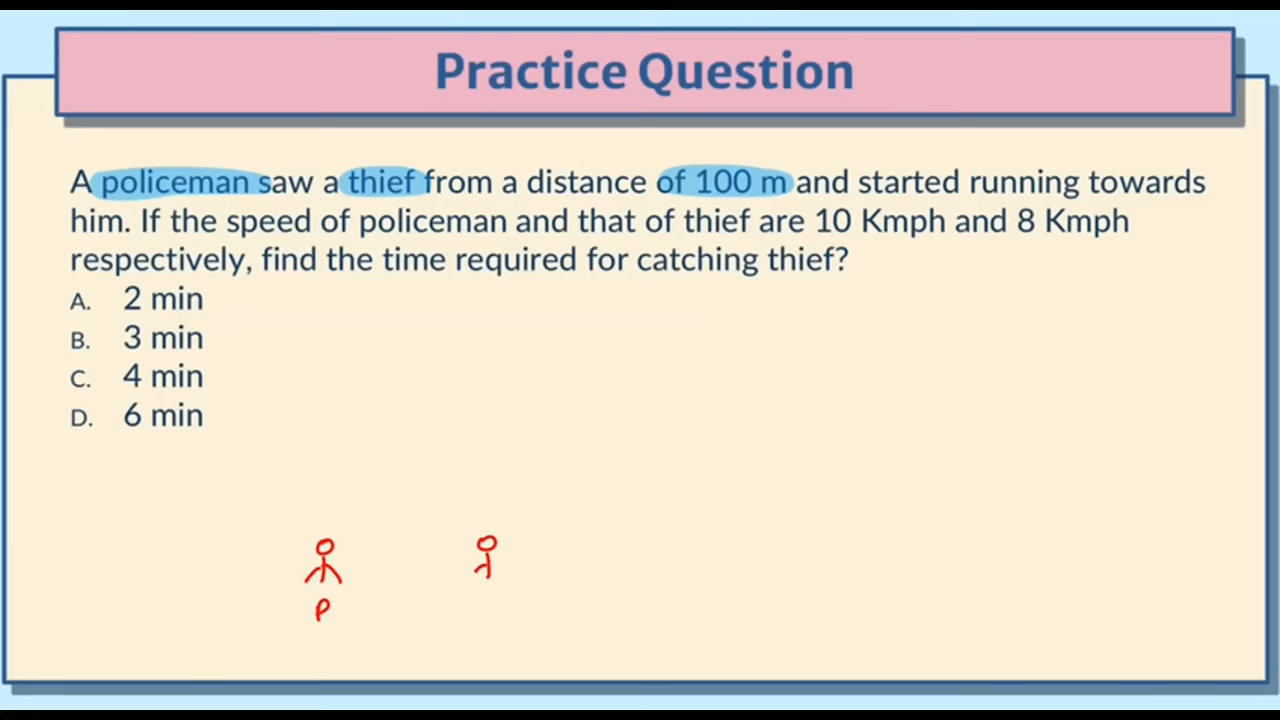 Practice Question
A policeman saw a thief from a distance of 100 m and started running towards
him. If the speed of policeman and that of thief are 10 Kmph and 8 Kmph
respectively, find the time required for catching thief?
A. 2 min
B. 3 min
C. 4 min
D. 6 min
P